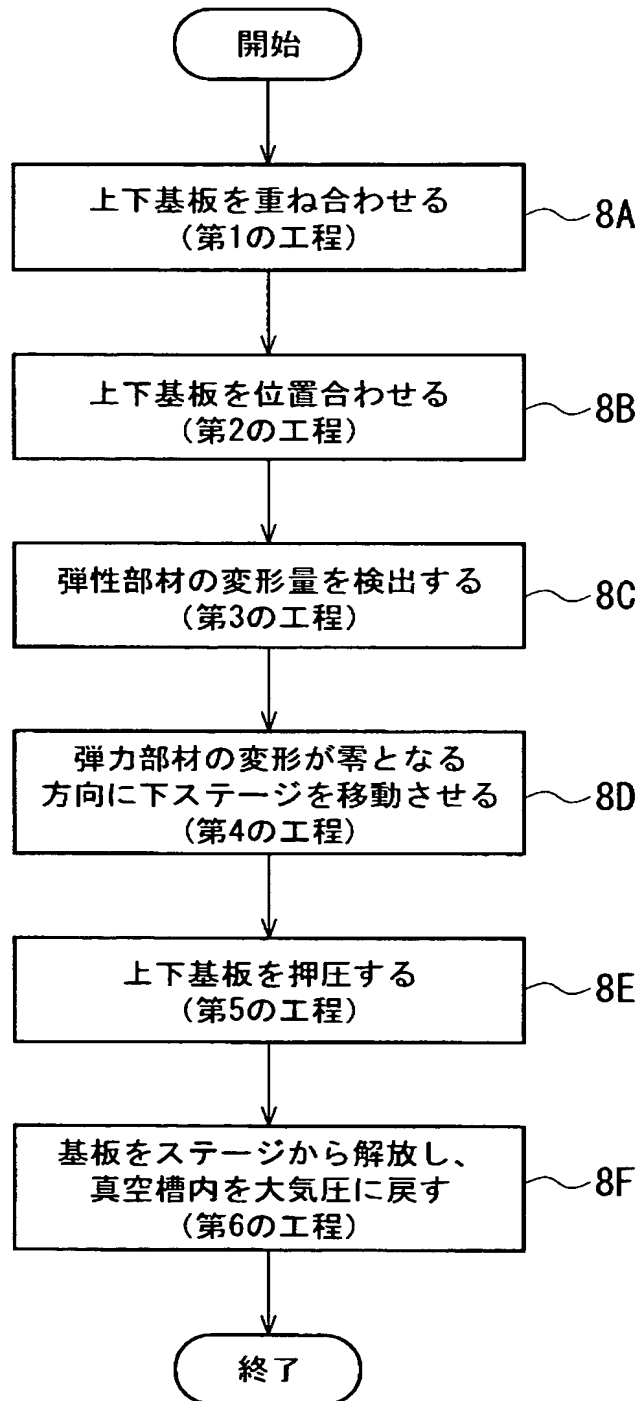 開始
上下基板を重ね合わせる
(第1の工程)
8A
上下基板を位置合わせる
(第2の工程)
8B
弾性部材の変形量を検出する
(第3の工程)
8C
弾力部材の変形が零となる
方向に下ステージを移動させる
(第4の工程)
8D
上下基板を押圧する
(第5の工程)
8E
基板をステージから解放し、
真空槽内を大気圧に戻す
(第6の工程)
8F
終了